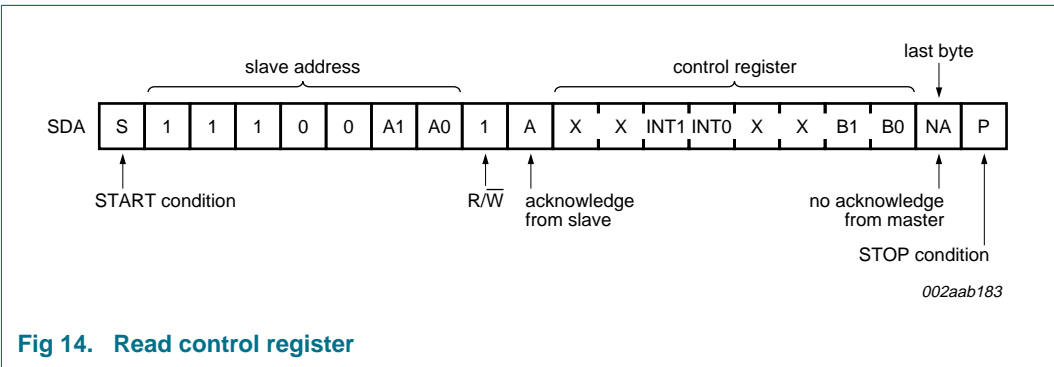 last byte
slave address control register
SDA S 1 1 1 0 0 A1 A0 1 A X X INT1 INT0 X X B1 B0 NA P
START condition R/W̅ acknowledge from slave no acknowledge from master
STOP condition
002aab183
Fig 14. Read control register